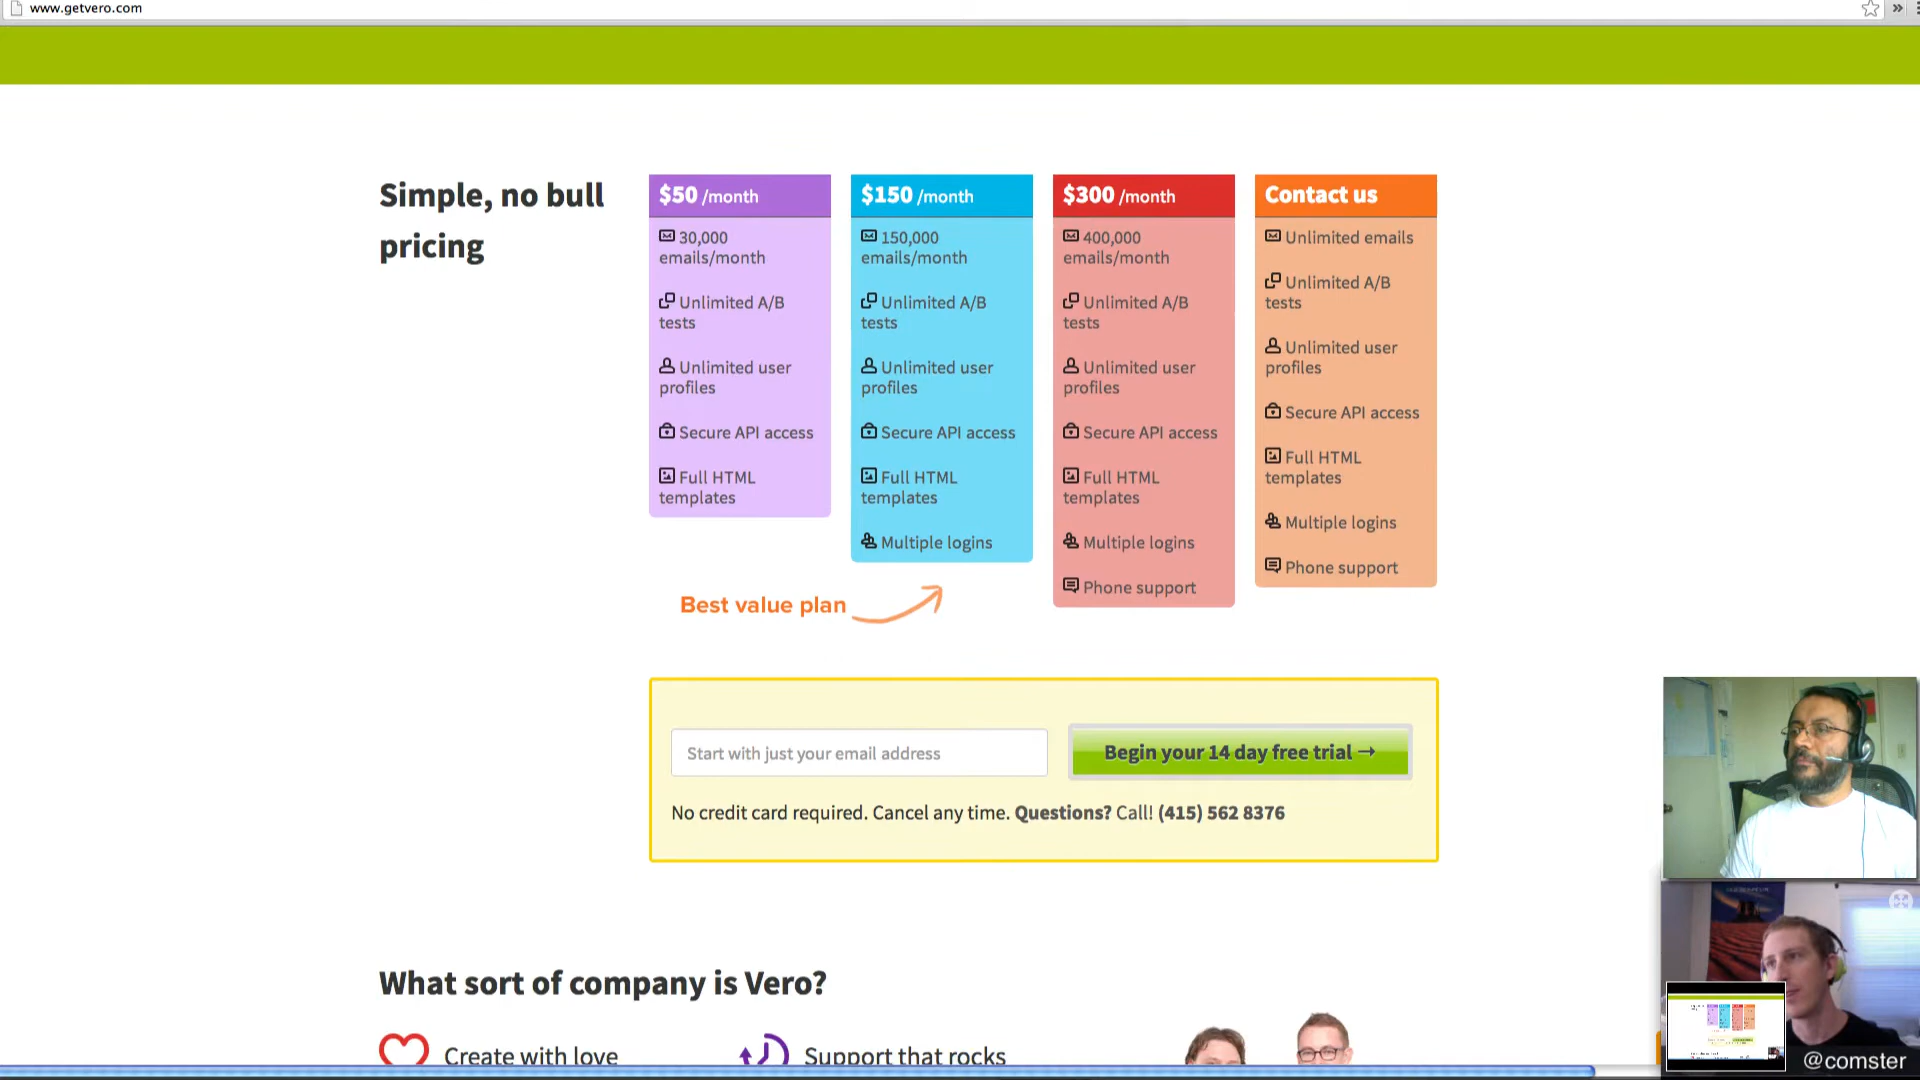 www.getvero.com
Simple, no bull
pricing
$50 /month
30,000
emails/month
Unlimited A/B
tests
Unlimited user
profiles
Secure API access
Full HTML
templates
$150 /month
150,000
emails/month
Unlimited A/B
tests
Unlimited user
profiles
Secure API access
Full HTML
templates
Multiple logins
$300 /month
400,000
emails/month
Unlimited A/B
tests
Unlimited user
profiles
Secure API access
Full HTML
templates
Multiple logins
Phone support
Contact us
Unlimited emails
Unlimited A/B
tests
Unlimited user
profiles
Secure API access
Full HTML
templates
Multiple logins
Phone support
Best value plan
Start with just your email address
Begin your 14 day free trial →
No credit card required. Cancel any time. Questions? Call! (415) 562 8376
What sort of company is Vero?
Create with love
Support that rocks
@comster